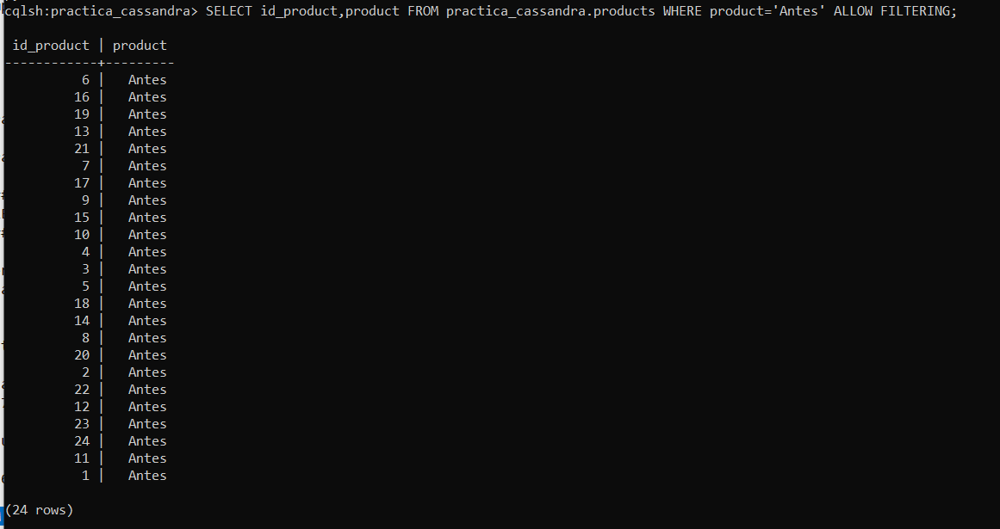 cqlsh:practica_cassandra> SELECT id_product,product FROM practica_cassandra.products WHERE product='Antes' ALLOW FILTERING;
id_product | product
------------+---------
6 | Antes
16 | Antes
19 | Antes
13 | Antes
21 | Antes
7 | Antes
17 | Antes
9 | Antes
15 | Antes
10 | Antes
4 | Antes
3 | Antes
5 | Antes
18 | Antes
14 | Antes
8 | Antes
20 | Antes
2 | Antes
22 | Antes
12 | Antes
23 | Antes
24 | Antes
11 | Antes
1 | Antes
(24 rows)